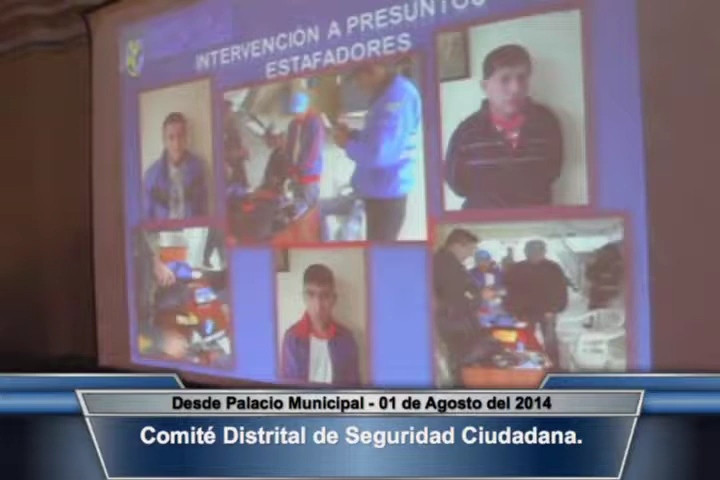 INTERVENCIÓN A PRESUNTOS
ESTAFADORES
Desde Palacio Municipal - 01 de Agosto del 2014
Comité Distrital de Seguridad Ciudadana.